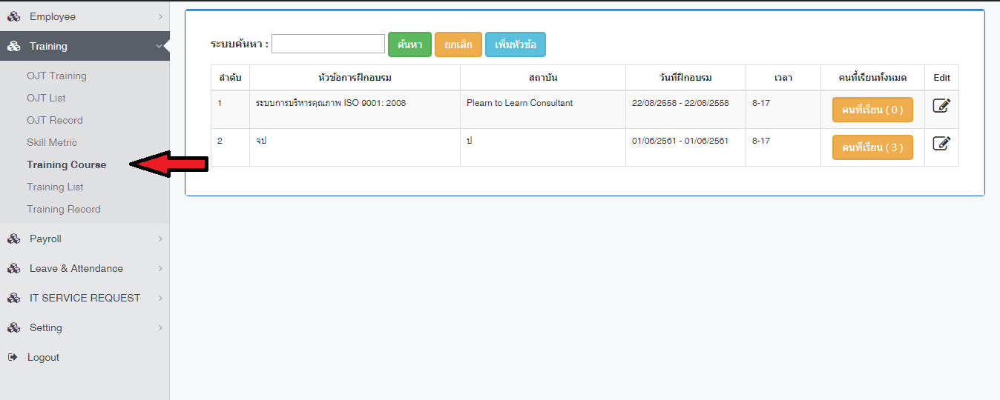 Employee
Training
OJT Training
OJT List
OJT Record
Skill Metric
Training Course
Training List
Training Record
Payroll
Leave & Attendance
IT SERVICE REQUEST
Setting
Logout
ระบบค้นหา : ค้นหา ยกเลิก เพิ่มหัวข้อ
ลำดับ หัวข้อการฝึกอบรม สถาบัน วันที่ฝึกอบรม เวลา คนที่เรียนทั้งหมด Edit
1 ระบบการบริหารคุณภาพ ISO 9001: 2008 Plearn to Learn Consultant 22/08/2558 - 22/08/2558 8-17 คนที่เรียน ( 0 )
2 จป ป 01/06/2561 - 01/06/2561 8-17 คนที่เรียน ( 3 )